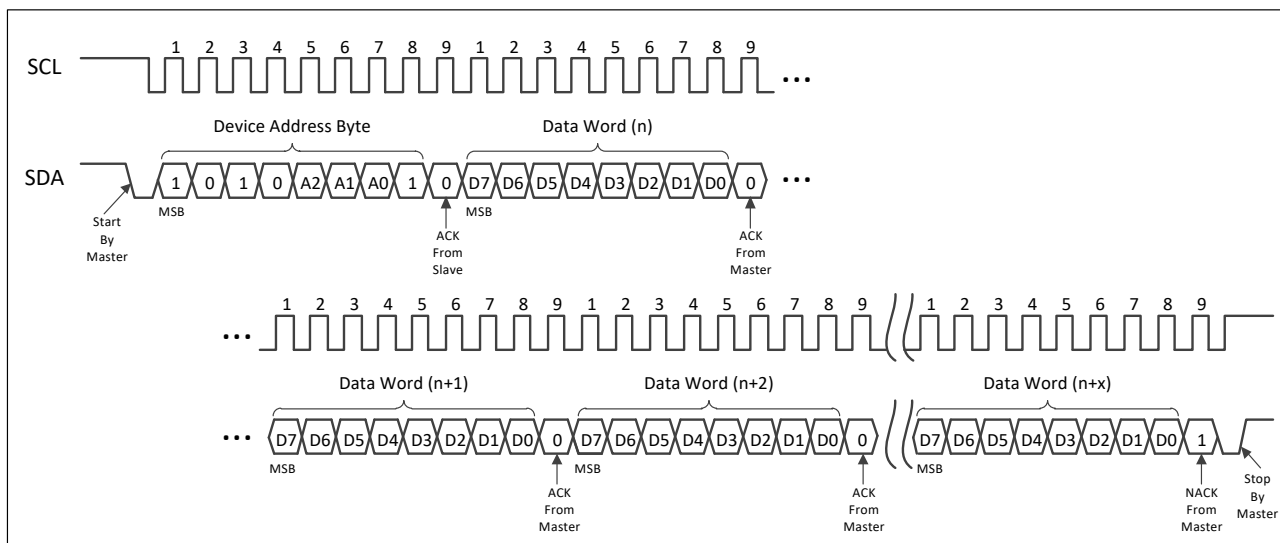 1 2 3 4 5 6 7 8 9 1 2 3 4 5 6 7 8 9
SCL ...
Device Address Byte Data Word (n)
SDA 1 0 1 0 A2 A1 A0 1 0 D7 D6 D5 D4 D3 D2 D1 D0 0 ...
MSB MSB
Start
By
Master
ACK
From
Slave
ACK
From
Master
1 2 3 4 5 6 7 8 9 1 2 3 4 5 6 7 8 9 1 2 3 4 5 6 7 8 9
...
Data Word (n+1) Data Word (n+2) Data Word (n+x)
... D7 D6 D5 D4 D3 D2 D1 D0 0 D7 D6 D5 D4 D3 D2 D1 D0 0 D7 D6 D5 D4 D3 D2 D1 D0 1
MSB MSB MSB
ACK
From
Master
ACK
From
Master
NACK
From
Master
Stop
By
Master